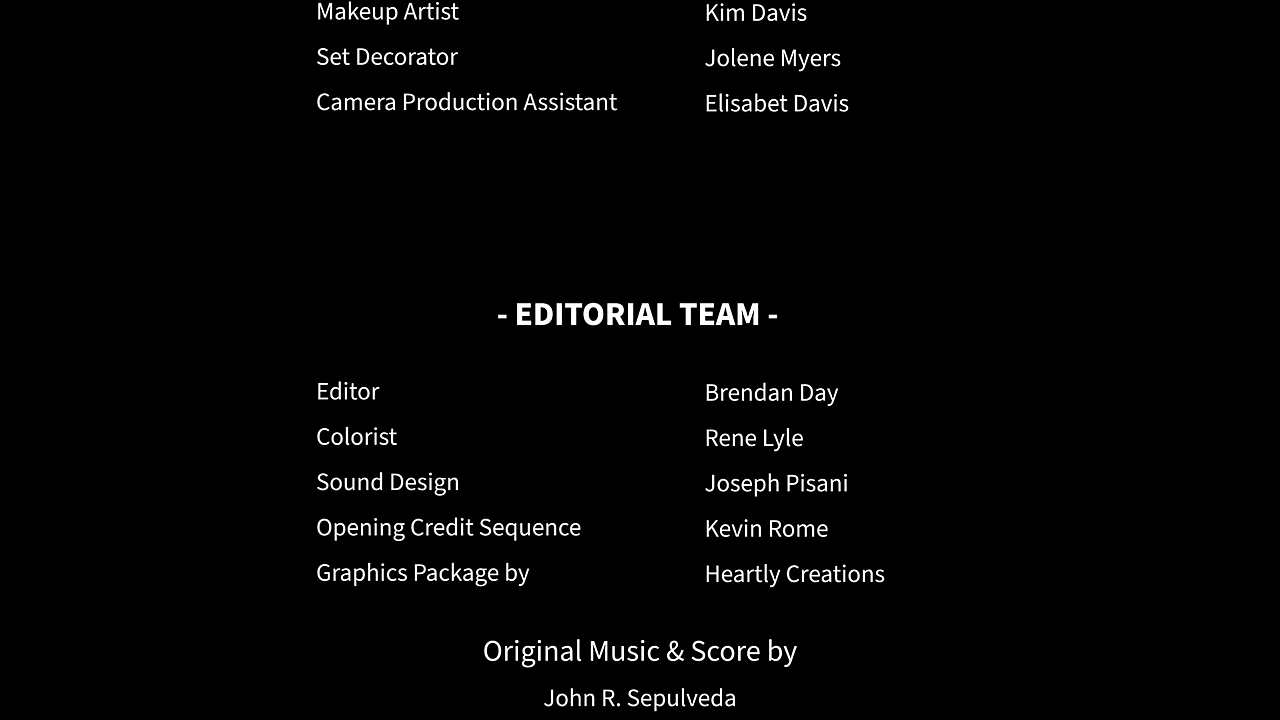 Makeup Artist Kim Davis
Set Decorator Jolene Myers
Camera Production Assistant Elisabet Davis
- EDITORIAL TEAM -
Editor Brendan Day
Colorist Rene Lyle
Sound Design Joseph Pisani
Opening Credit Sequence Kevin Rome
Graphics Package by Heartly Creations
Original Music & Score by
John R. Sepulveda